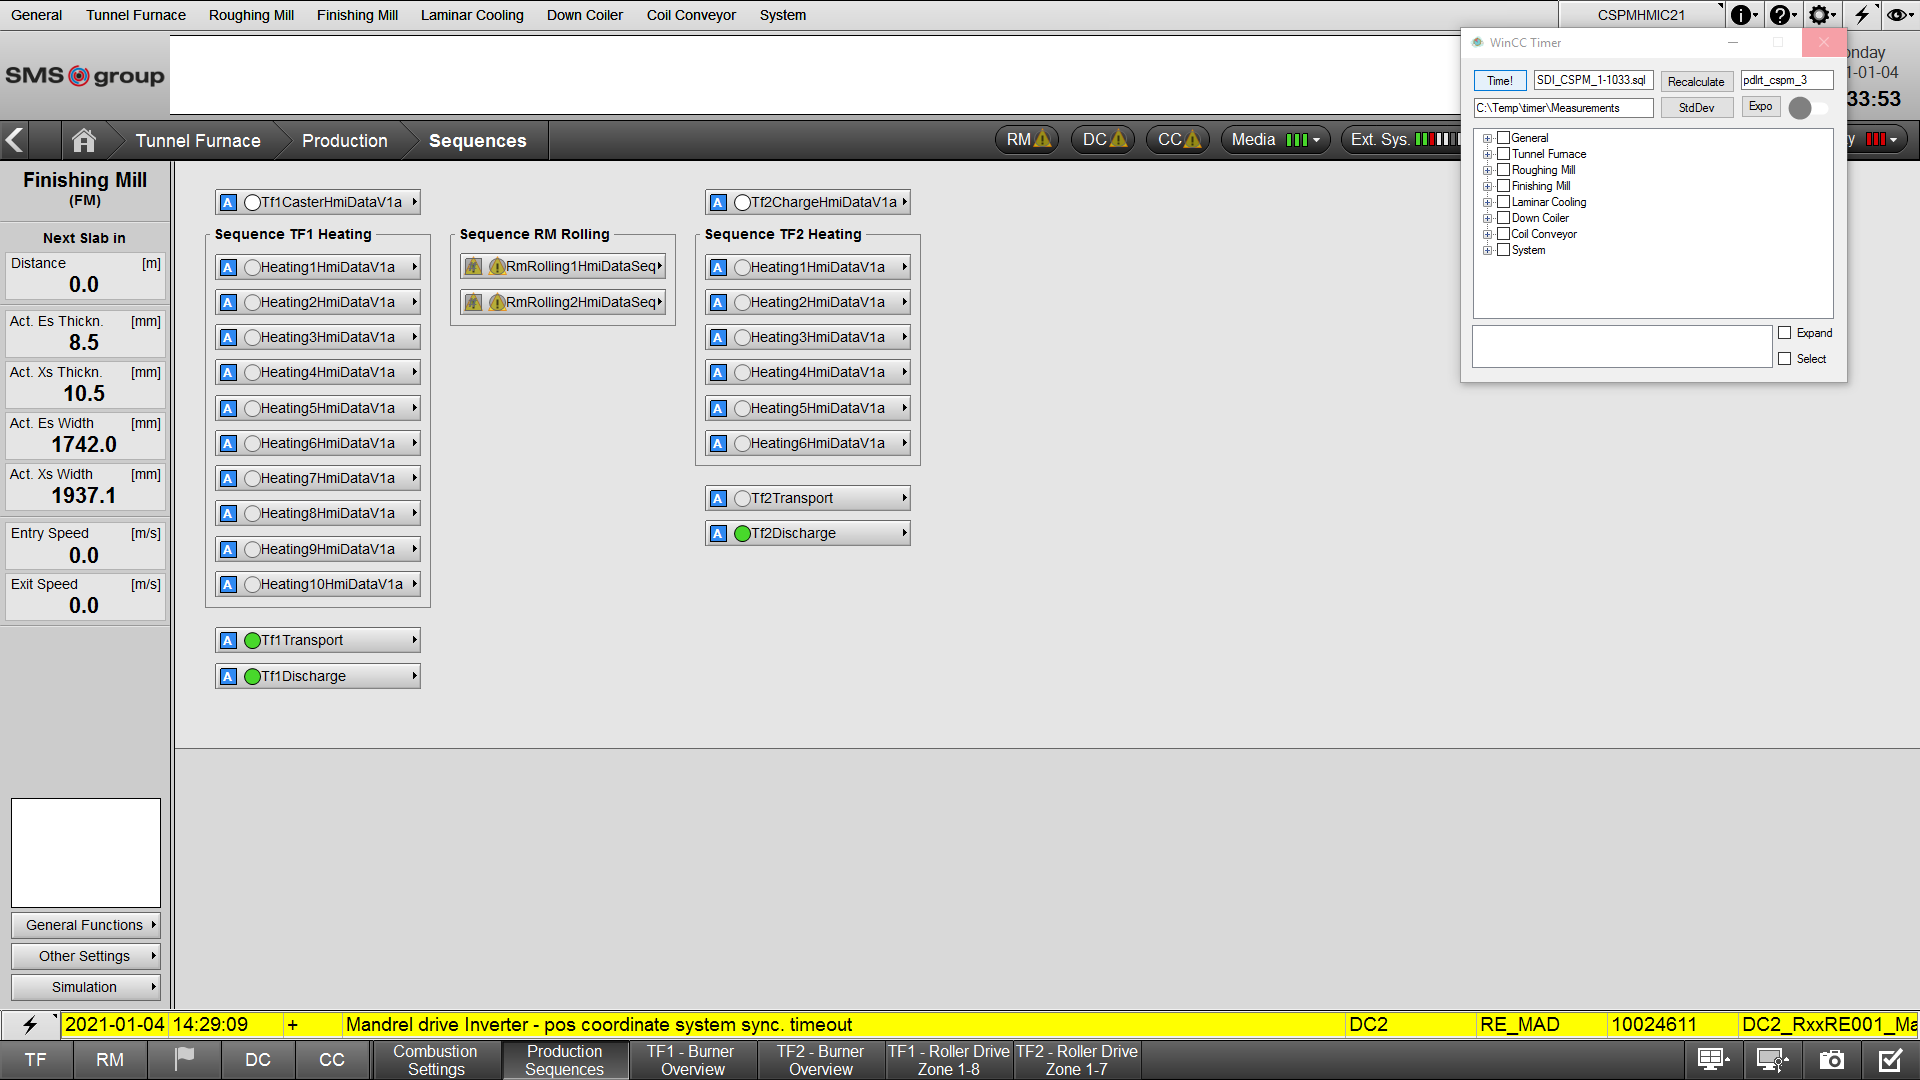 General Tunnel Furnace Roughing Mill Finishing Mill Laminar Cooling Down Coiler Coil Conveyor System CSPMHMIC21
SMS group
WinCC Timer
Time! SDI_CSPM_1-1033.sql Recalculate pdlrt_cspm_3
C:\Temp\timer\Measurements StdDev Expo
General
Tunnel Furnace
Roughing Mill
Finishing Mill
Laminar Cooling
Down Coiler
Coil Conveyor
System
Expand
Select
nday
1-01-04
33:53
Tunnel Furnace Production Sequences RM DC CC Media Ext. Sys. y
Finishing Mill
(FM)
Next Slab in
Distance [m]
0.0
Act. Es Thickn. [mm]
8.5
Act. Xs Thickn. [mm]
10.5
Act. Es Width [mm]
1742.0
Act. Xs Width [mm]
1937.1
Entry Speed [m/s]
0.0
Exit Speed [m/s]
0.0
General Functions
Other Settings
Simulation
A Tf1CasterHmiDataV1a
Sequence TF1 Heating
A Heating1HmiDataV1a
A Heating2HmiDataV1a
A Heating3HmiDataV1a
A Heating4HmiDataV1a
A Heating5HmiDataV1a
A Heating6HmiDataV1a
A Heating7HmiDataV1a
A Heating8HmiDataV1a
A Heating9HmiDataV1a
A Heating10HmiDataV1a
A Tf1Transport
A Tf1Discharge
Sequence RM Rolling
RmRolling1HmiDataSeq
RmRolling2HmiDataSeq
A Tf2ChargeHmiDataV1a
Sequence TF2 Heating
A Heating1HmiDataV1a
A Heating2HmiDataV1a
A Heating3HmiDataV1a
A Heating4HmiDataV1a
A Heating5HmiDataV1a
A Heating6HmiDataV1a
A Tf2Transport
A Tf2Discharge
2021-01-04 14:29:09 + Mandrel drive Inverter - pos coordinate system sync. timeout DC2 RE_MAD 10024611 DC2_RxxRE001_Ma
TF RM DC CC
Combustion
Settings
Production
Sequences
TF1 - Burner
Overview
TF2 - Burner
Overview
TF1 - Roller Drive
Zone 1-8
TF2 - Roller Drive
Zone 1-7